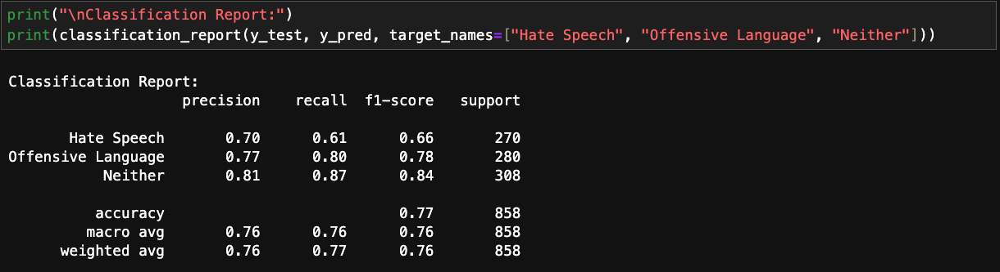 print("\nClassification Report:")
print(classification_report(y_test, y_pred, target_names=["Hate Speech", "Offensive Language", "Neither"]))
Classification Report:
precision recall f1-score support
Hate Speech 0.70 0.61 0.66 270
Offensive Language 0.77 0.80 0.78 280
Neither 0.81 0.87 0.84 308
accuracy 0.77 858
macro avg 0.76 0.76 0.76 858
weighted avg 0.76 0.77 0.76 858